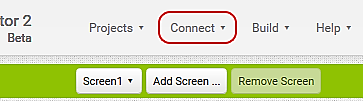 tor 2
Beta
Projects Connect Build Help
Screen1 Add Screen ... Remove Screen